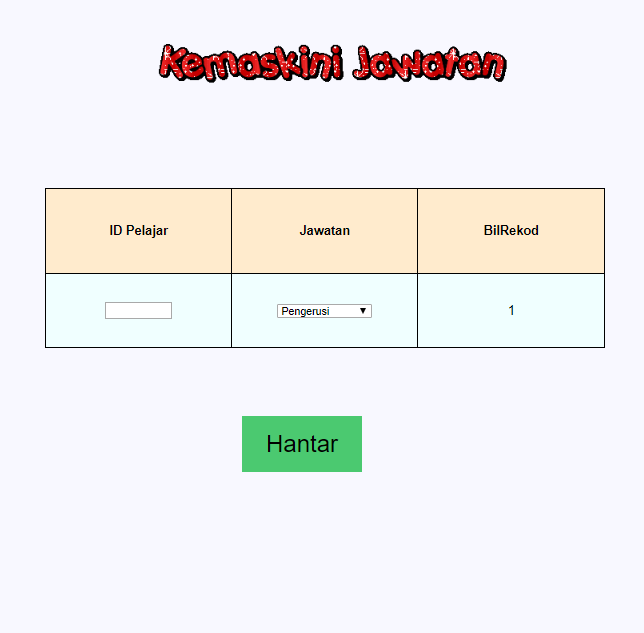 Kemaskini Jawatan
ID Pelajar Jawatan BilRekod
Pengerusi 1
Hantar